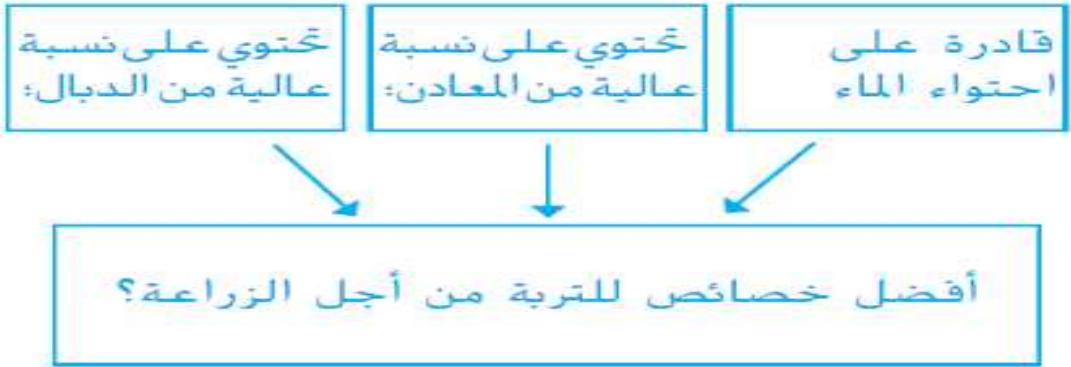 قادرة على
احتواء الماء
تحتوي على نسبة
عالية من المعادن؛
تحتوي على نسبة
عالية من الدبال؛
أفضل خصائص للتربة من أجل الزراعة؟